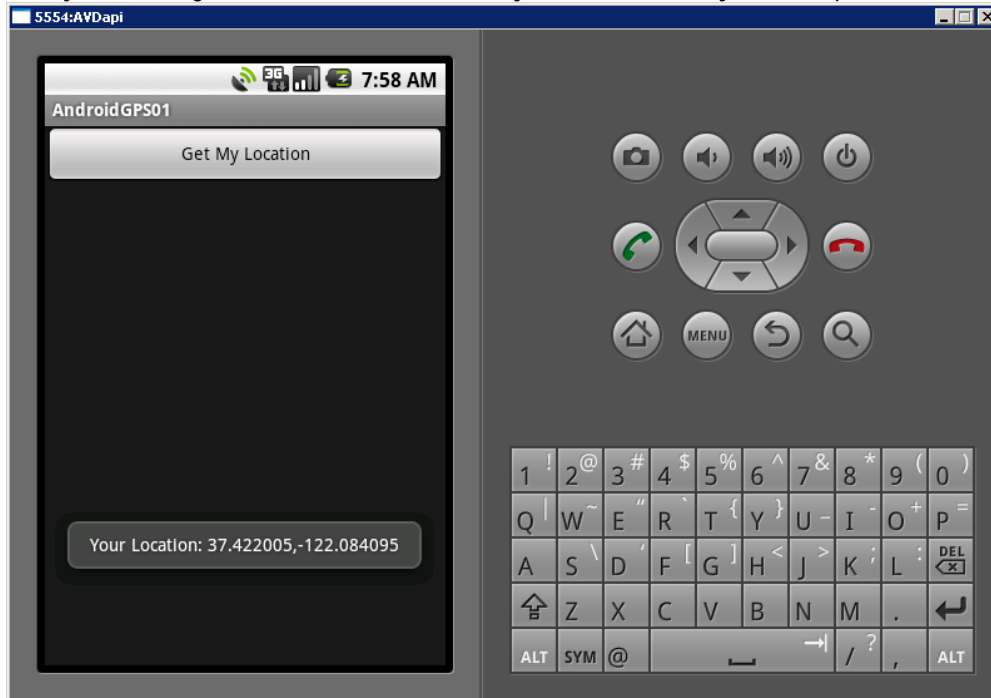 5554:AVDapi
3G
7:58 AM
AndroidGPS01
Get My Location
Your Location: 37.422005,-122.084095
MENU
1 ! 2 @ 3 # 4 $ 5 % 6 ^ 7 & 8 * 9 ( 0 )
Q | W ~ E " R ` T { Y } U _ I - O + P =
A S \ D ' F [ G ] H < J > K ; L : DEL
Z X C V B N M .
ALT SYM @ / ? , ALT